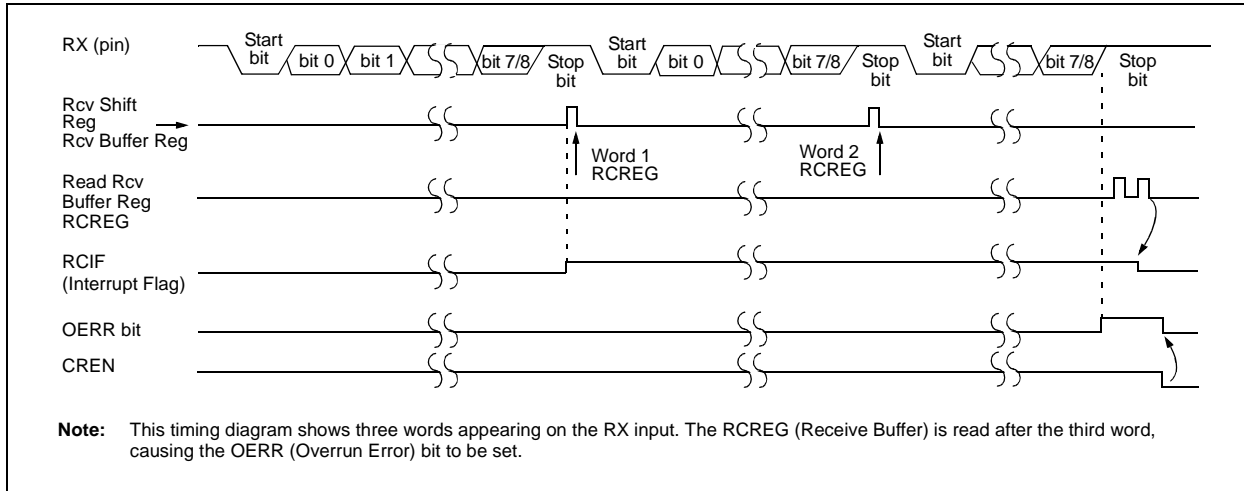 RX (pin)
Start bit
bit 0
bit 1
bit 7/8
Stop bit
Start bit
bit 0
bit 7/8
Stop bit
Start bit
bit 7/8
Stop bit
Rcv Shift
Reg
Rcv Buffer Reg
Word 1
RCREG
Word 2
RCREG
Read Rcv
Buffer Reg
RCREG
RCIF
(Interrupt Flag)
OERR bit
CREN
Note: This timing diagram shows three words appearing on the RX input. The RCREG (Receive Buffer) is read after the third word,
causing the OERR (Overrun Error) bit to be set.